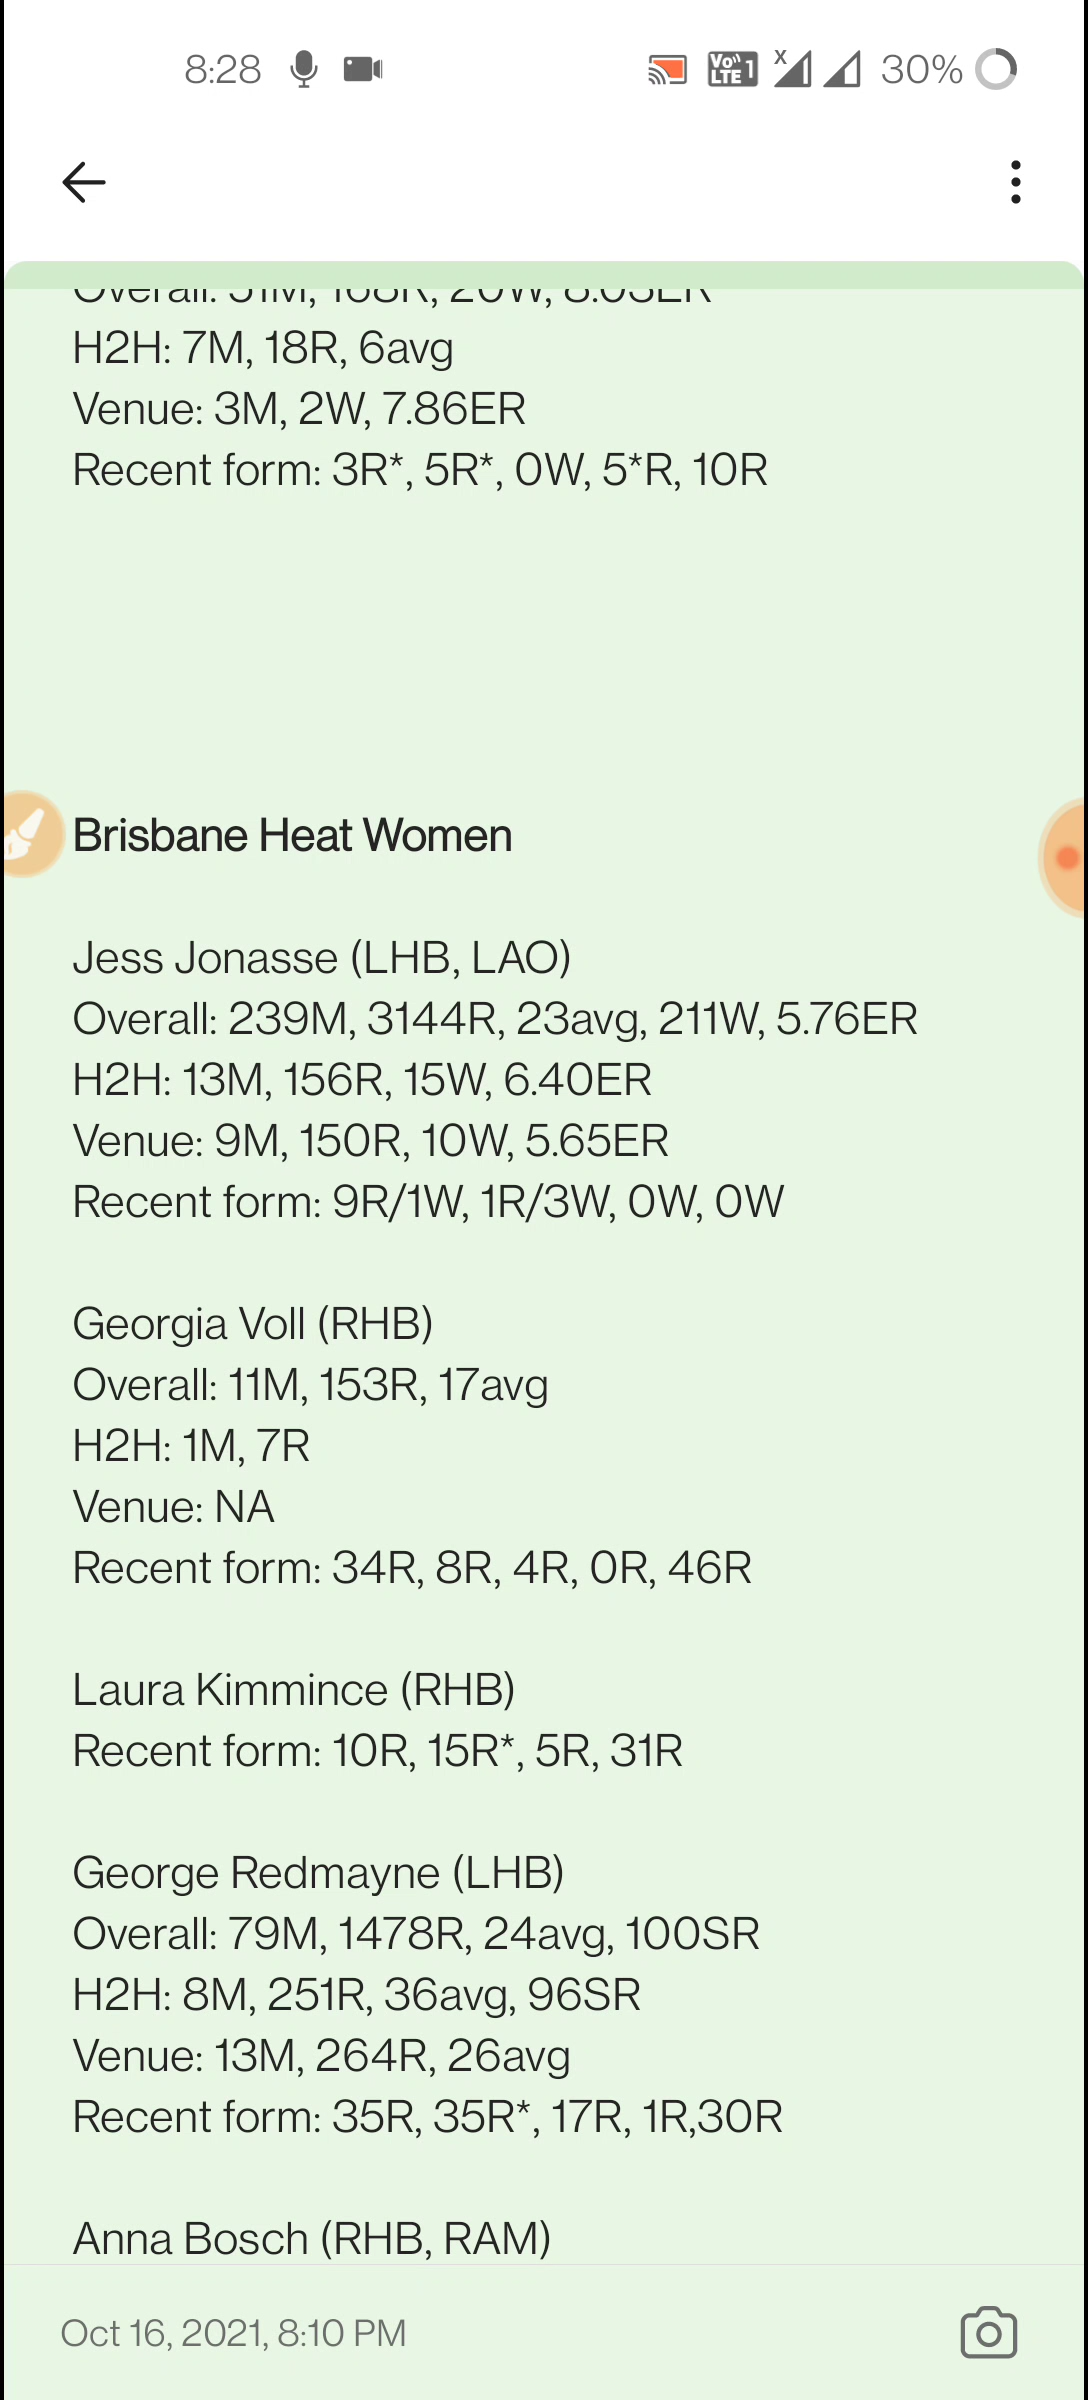 8:28 Vo)) LTE 1 x 30%
H2H: 7M, 18R, 6avg
Venue: 3M, 2W, 7.86ER
Recent form: 3R*, 5R*, 0W, 5*R, 10R
Brisbane Heat Women
Jess Jonasse (LHB, LAO)
Overall: 239M, 3144R, 23avg, 211W, 5.76ER
H2H: 13M, 156R, 15W, 6.40ER
Venue: 9M, 150R, 10W, 5.65ER
Recent form: 9R/1W, 1R/3W, 0W, 0W
Georgia Voll (RHB)
Overall: 11M, 153R, 17avg
H2H: 1M, 7R
Venue: NA
Recent form: 34R, 8R, 4R, 0R, 46R
Laura Kimmince (RHB)
Recent form: 10R, 15R*, 5R, 31R
George Redmayne (LHB)
Overall: 79M, 1478R, 24avg, 100SR
H2H: 8M, 251R, 36avg, 96SR
Venue: 13M, 264R, 26avg
Recent form: 35R, 35R*, 17R, 1R,30R
Anna Bosch (RHB, RAM)
Oct 16, 2021, 8:10 PM